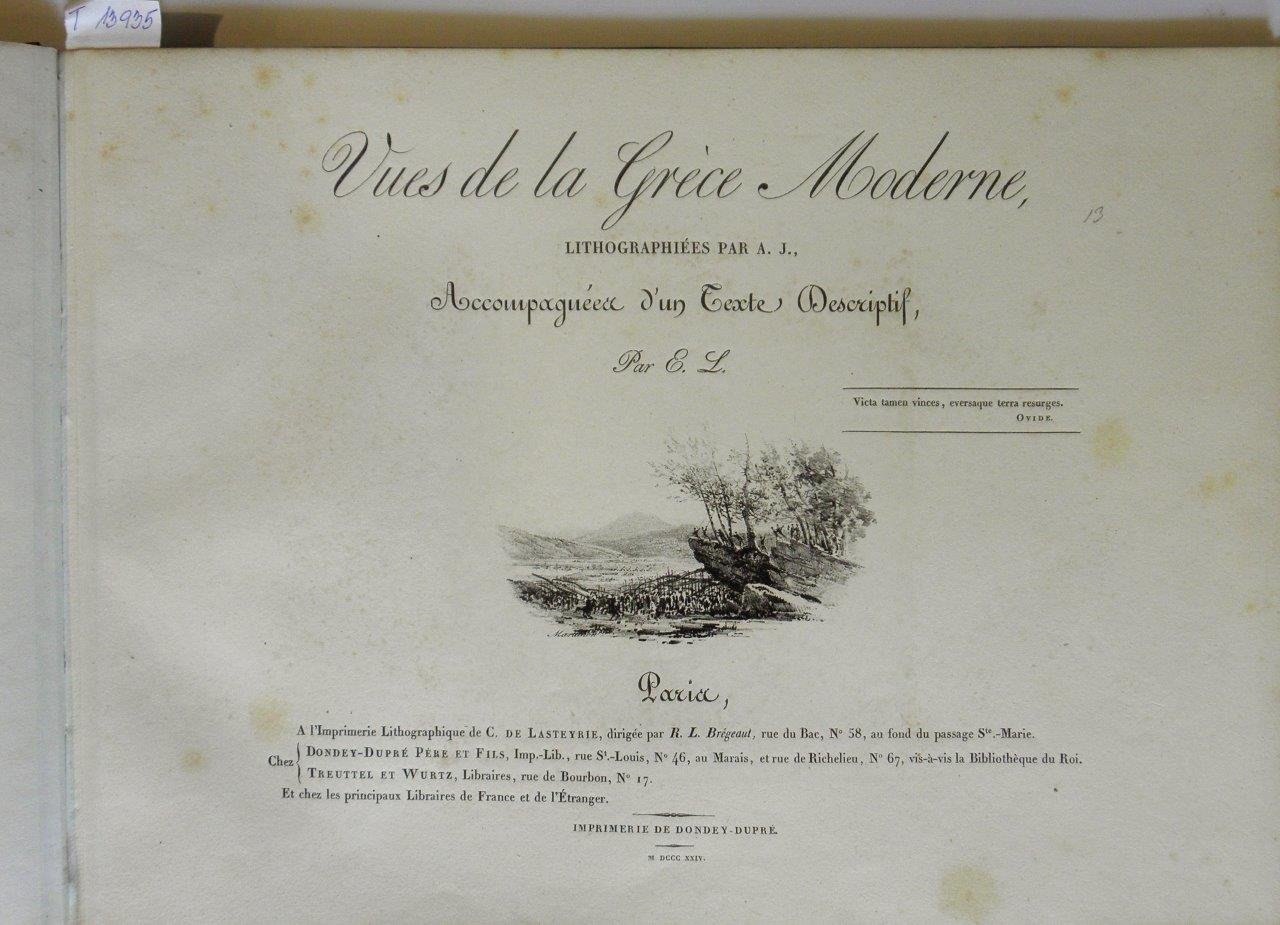 T 13935
Vues de la Grèce Moderne,
13
LITHOGRAPHIÉES PAR A. J.,
Accompagnées d'un Texte Descriptif,
Par E. L.
Victa tamen vinces, eversaque terra resurges.
OVIDE.
Paris,
A l'Imprimerie Lithographique de C. DE LASTEYRIE, dirigée par R. L. Brégeaut, rue du Bac, N° 58, au fond du passage Ste.-Marie.
Chez DONDEY-DUPRÉ PÈRE ET FILS, Imp.-Lib., rue St.-Louis, N° 46, au Marais, et rue de Richelieu, N° 67, vis-à-vis la Bibliothèque du Roi.
TREUTTEL ET WURTZ, Libraires, rue de Bourbon, N° 17.
Et chez les principaux Libraires de France et de l'Étranger.
IMPRIMERIE DE DONDEY-DUPRÉ.
M DCCC XXIV.